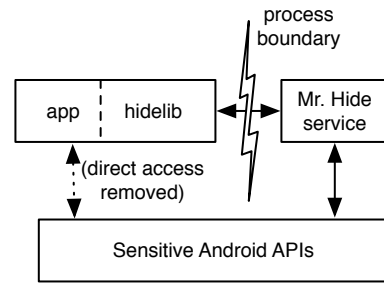 process
boundary
app
hidelib
Mr. Hide
service
(direct access
removed)
Sensitive Android APIs